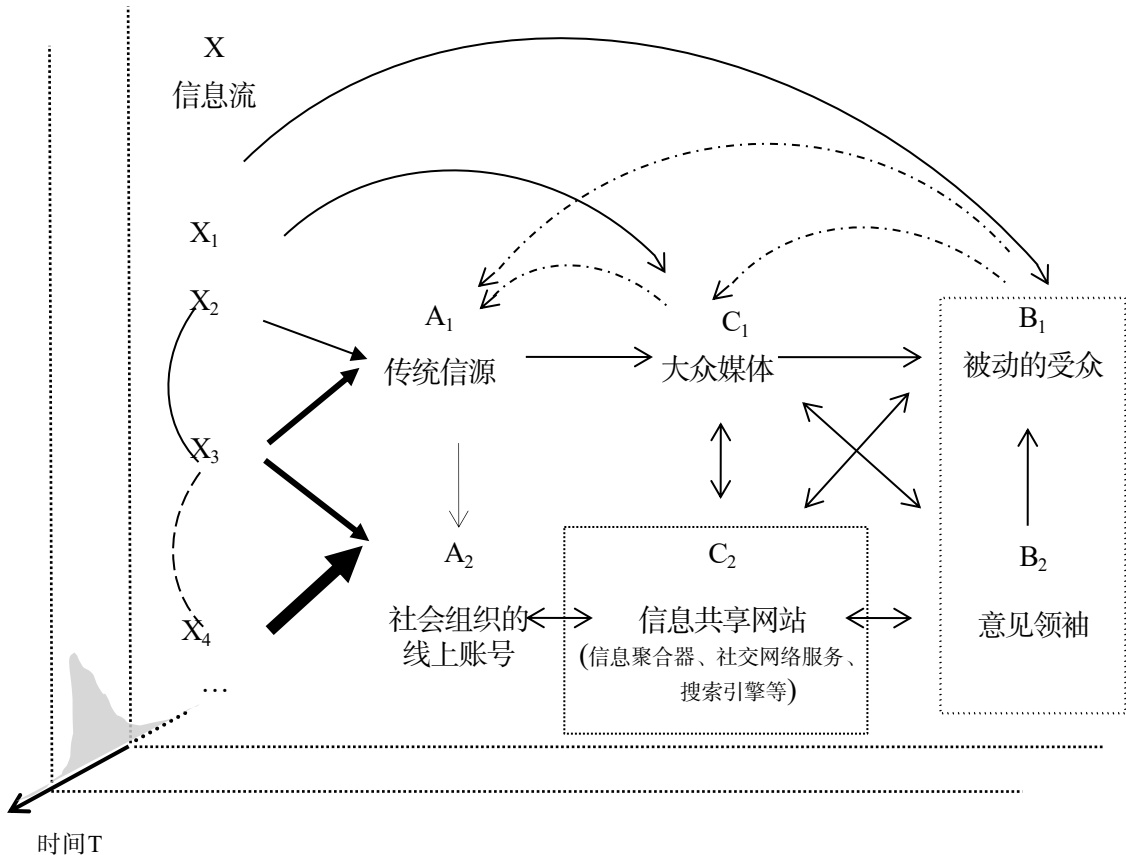 X
信息流
X₁
X₂
A₁
C₁
B₁
传统信源
大众媒体
被动的受众
X₃
A₂
C₂
B₂
社会组织的
线上账号
信息共享网站
(信息聚合器、社交网络服务、
搜索引擎等)
意见领袖
X₄
…
时间T